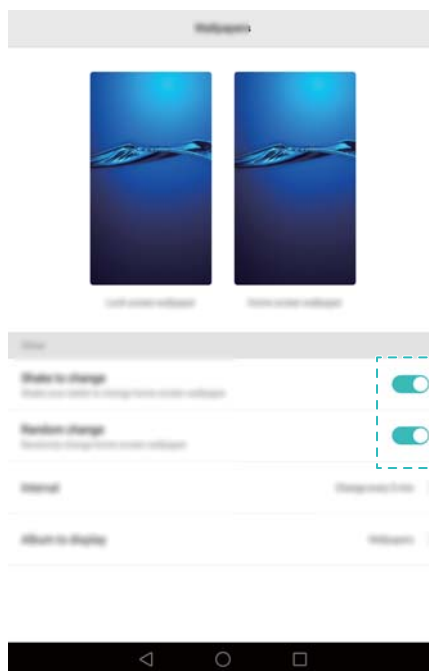 Wallpapers
Lock screen wallpaper
Home screen wallpaper
Other
Shake to change
Shake your tablet to change home screen wallpaper
Random change
Randomly change home screen wallpaper
Interval
Album to display
Wallpapers